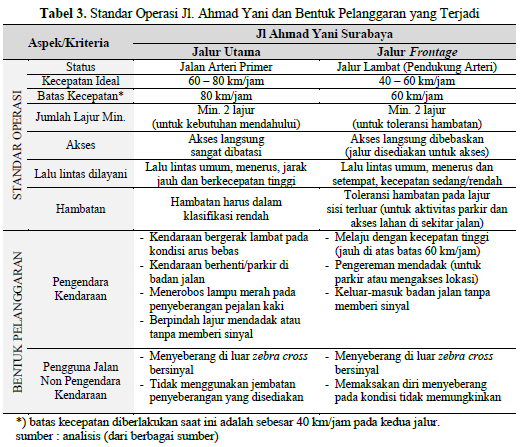 Tabel 3. Standar Operasi Jl. Ahmad Yani dan Bentuk Pelanggaran yang Terjadi
Aspek/Kriteria
Jl Ahmad Yani Surabaya
Jalur Utama
Jalur Frontage
STANDAR OPERASI
Status
Jalan Arteri Primer
Jalur Lambat (Pendukung Arteri)
Kecepatan Ideal
60 – 80 km/jam
40 – 60 km/jam
Batas Kecepatan*
80 km/jam
60 km/jam
Jumlah Lajur Min.
Min. 2 lajur
(untuk kebutuhan mendahului)
Min. 2 lajur
(untuk toleransi hambatan)
Akses
Akses langsung
sangat dibatasi
Akses langsung dibebaskan
(jalur disediakan untuk akses)
Lalu lintas dilayani
Lalu lintas umum, menerus, jarak
jauh dan berkecepatan tinggi
Lalu lintas umum, menerus dan
setempat, kecepatan sedang/rendah
Hambatan
Hambatan harus dalam
klasifikasi rendah
Toleransi hambatan pada lajur
sisi terluar (untuk aktivitas parkir dan
akses lahan di sekitar jalan)
BENTUK PELANGGARAN
Pengendara
Kendaraan
- Kendaraan bergerak lambat pada
kondisi arus bebas
- Kendaraan berhenti/parkir di
badan jalan
- Menerobos lampu merah pada
penyeberangan pejalan kaki
- Berpindah lajur mendadak atau
tanpa memberi sinyal
- Melaju dengan kecepatan tinggi
(jauh di atas batas 60 km/jam)
- Pengereman mendadak (untuk
parkir atau mengakses lokasi)
- Keluar-masuk badan jalan tanpa
memberi sinyal
Pengguna Jalan
Non Pengendara
Kendaraan
- Menyeberang di luar zebra cross
bersinyal
- Tidak menggunakan jembatan
penyeberangan yang disediakan
- Menyeberang di luar zebra cross
bersinyal
- Memaksakan diri menyeberang
pada kondisi tidak memungkinkan
*) batas kecepatan diberlakukan saat ini adalah sebesar 40 km/jam pada kedua jalur.
sumber : analisis (dari berbagai sumber)